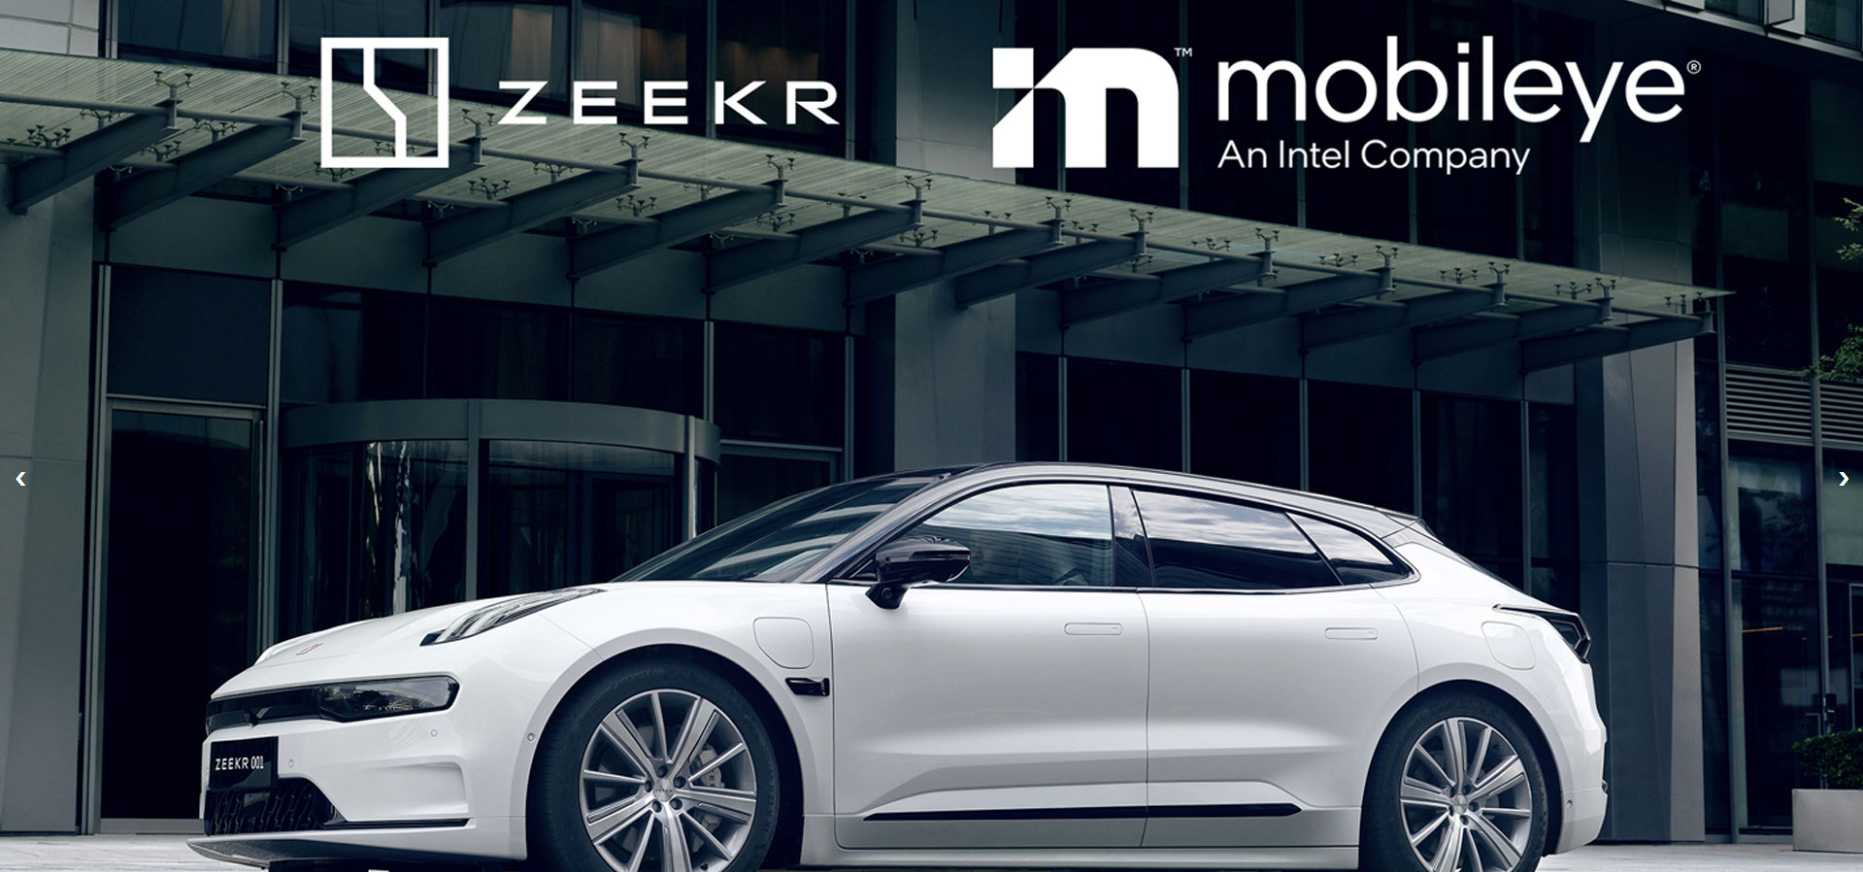 ZEEKR
mobileye®
An Intel Company
™
ZEEKR 001